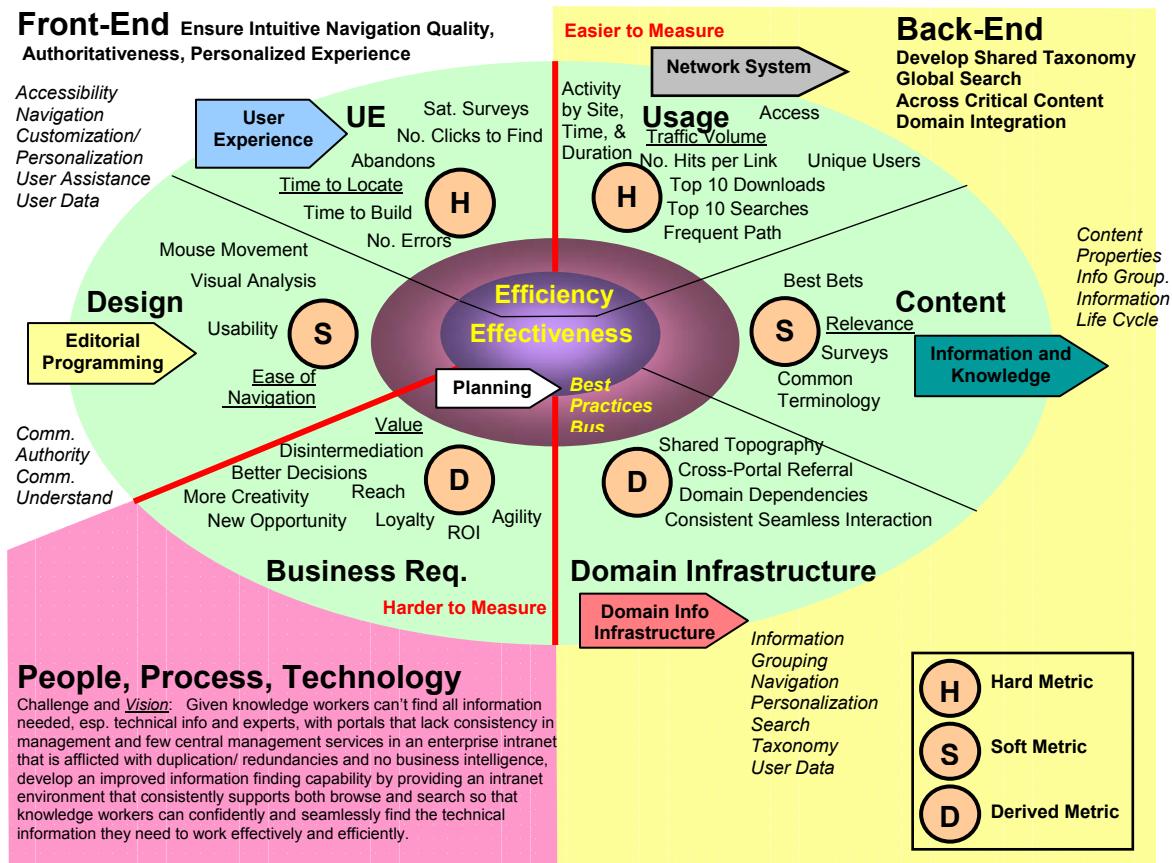 Front-End Ensure Intuitive Navigation Quality,
Authoritativeness, Personalized Experience
Accessibility
Navigation
Customization/
Personalization
User Assistance
User Data
User
Experience
UE
Sat. Surveys
No. Clicks to Find
Abandons
Time to Locate
Time to Build
No. Errors
H
Easier to Measure
Network System
Back-End
Develop Shared Taxonomy
Global Search
Across Critical Content
Domain Integration
Activity
by Site,
Time, &
Duration
Usage
Access
Traffic Volume
No. Hits per Link
Unique Users
Top 10 Downloads
Top 10 Searches
Frequent Path
H
Mouse Movement
Visual Analysis
Design
Usability
S
Editorial
Programming
Ease of
Navigation
Efficiency
Effectiveness
Planning
Best
Practices
Bus
Best Bets
Content
S
Relevance
Surveys
Common
Terminology
Information and
Knowledge
Content
Properties
Info Group.
Information
Life Cycle
Comm.
Authority
Comm.
Understand
Value
Disintermediation
Better Decisions
More Creativity
Reach
New Opportunity
Loyalty
ROI
Agility
D
Business Req.
Harder to Measure
Shared Topography
Cross-Portal Referral
Domain Dependencies
Consistent Seamless Interaction
D
Domain Infrastructure
Domain Info
Infrastructure
Information
Grouping
Navigation
Personalization
Search
Taxonomy
User Data
People, Process, Technology
Challenge and Vision: Given knowledge workers can't find all information
needed, esp. technical info and experts, with portals that lack consistency in
management and few central management services in an enterprise intranet
that is afflicted with duplication/ redundancies and no business intelligence,
develop an improved information finding capability by providing an intranet
environment that consistently supports both browse and search so that
knowledge workers can confidently and seamlessly find the technical
information they need to work effectively and efficiently.
H Hard Metric
S Soft Metric
D Derived Metric